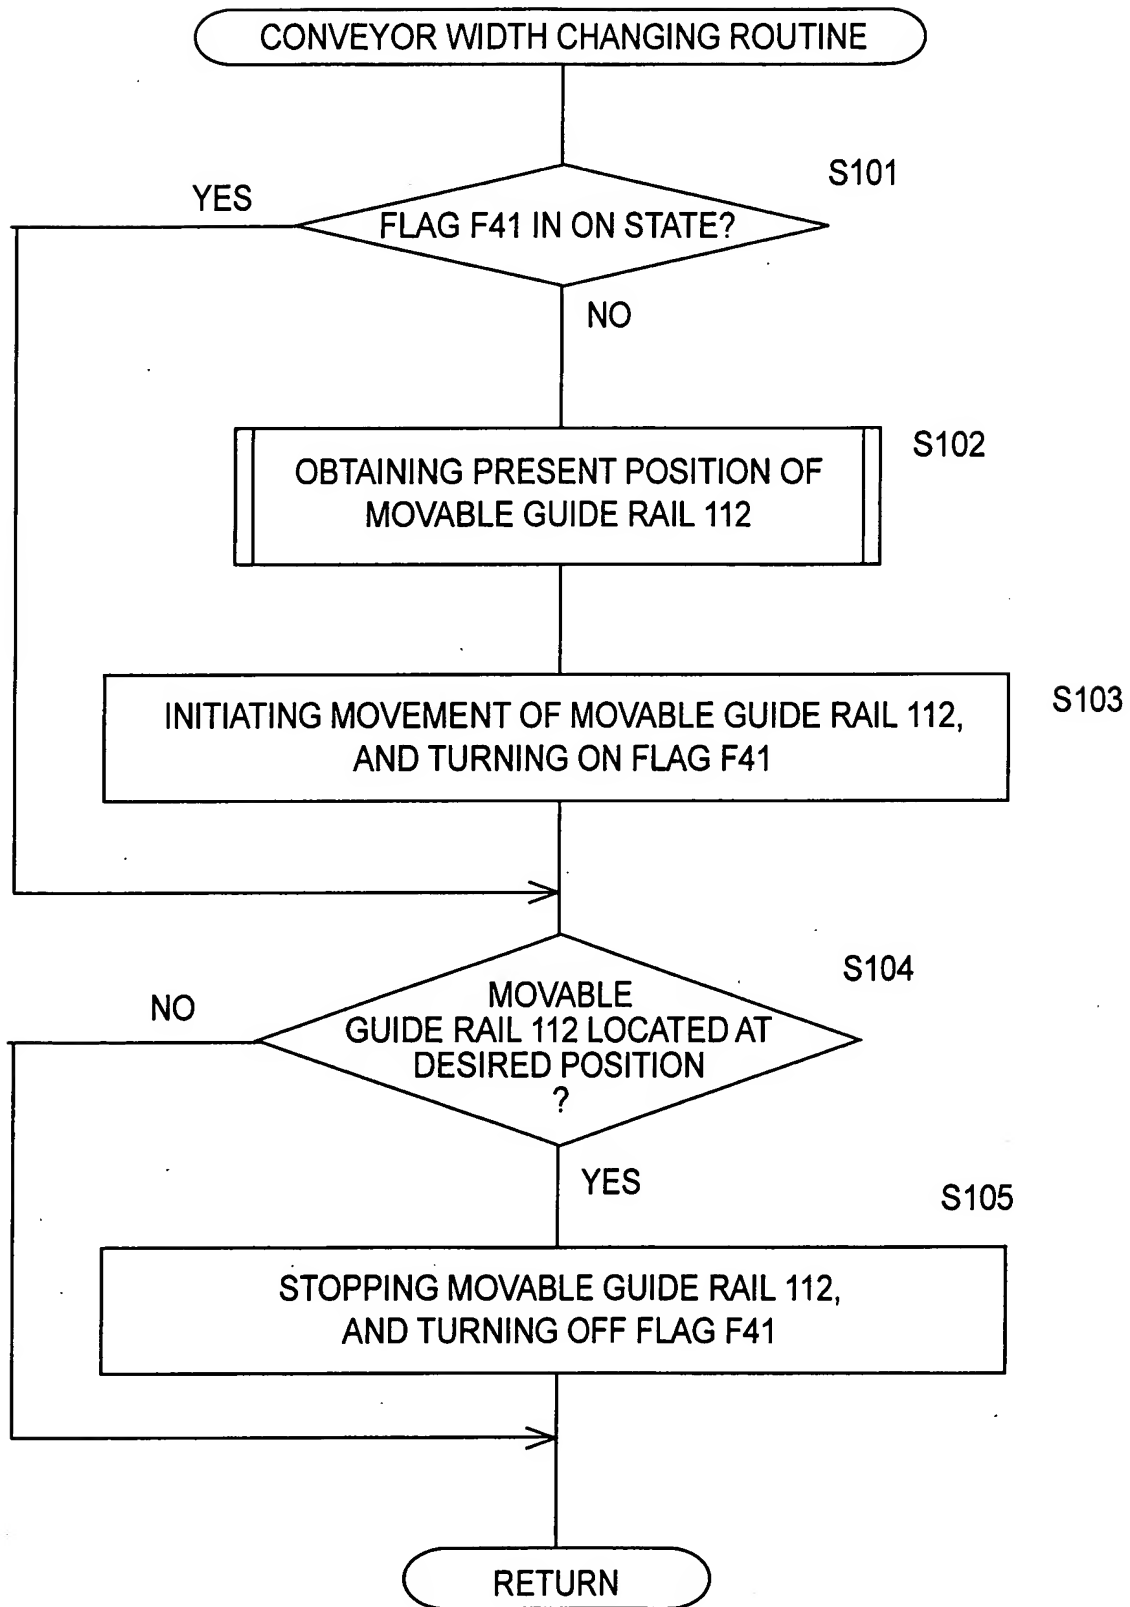 CONVEYOR WIDTH CHANGING ROUTINE
S101
YES
FLAG F41 IN ON STATE?
NO
S102
OBTAINING PRESENT POSITION OF
MOVABLE GUIDE RAIL 112
S103
INITIATING MOVEMENT OF MOVABLE GUIDE RAIL 112,
AND TURNING ON FLAG F41
S104
NO
MOVABLE
GUIDE RAIL 112 LOCATED AT
DESIRED POSITION
?
YES
S105
STOPPING MOVABLE GUIDE RAIL 112,
AND TURNING OFF FLAG F41
RETURN